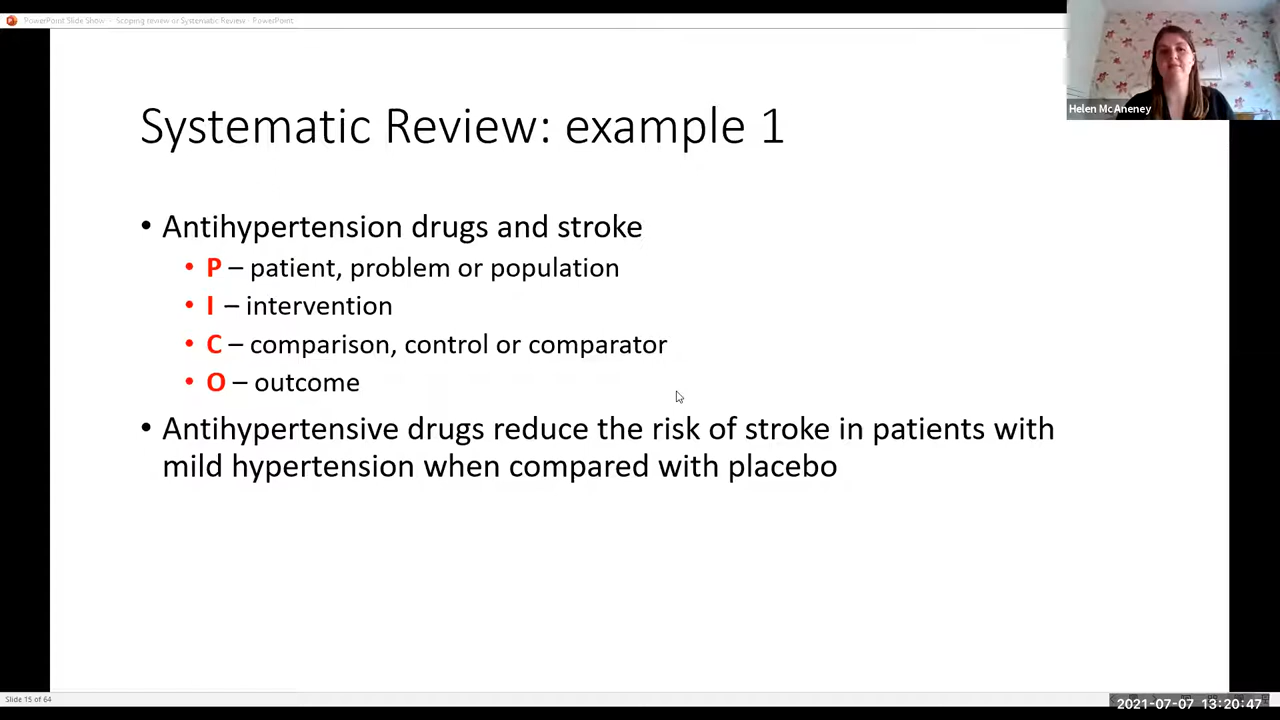 PowerPoint Slide Show - Scoping review or Systematic Review - PowerPoint
Helen Mc Aneney
Systematic Review: example 1
• Antihypertension drugs and stroke
• P – patient, problem or population
• I – intervention
• C – comparison, control or comparator
• O – outcome
• Antihypertensive drugs reduce the risk of stroke in patients with
mild hypertension when compared with placebo
Slide 15 of 64
2021-07-07 13:20:47